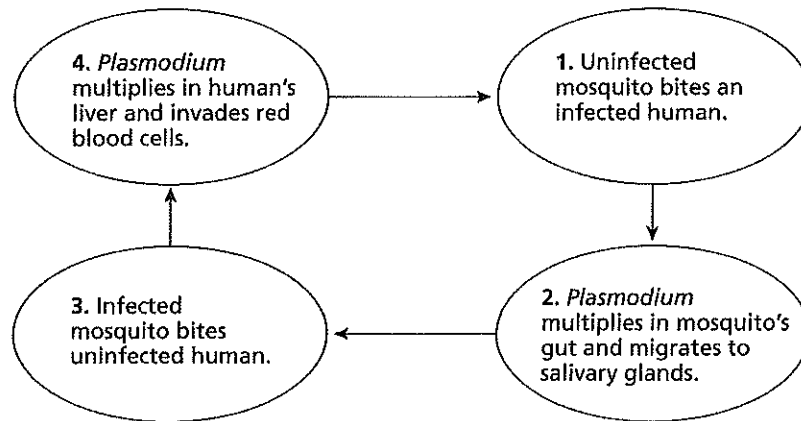 4. Plasmodium
multiplies in human's
liver and invades red
blood cells.
1. Uninfected
mosquito bites an
infected human.
3. Infected
mosquito bites
uninfected human.
2. Plasmodium
multiplies in mosquito's
gut and migrates to
salivary glands.